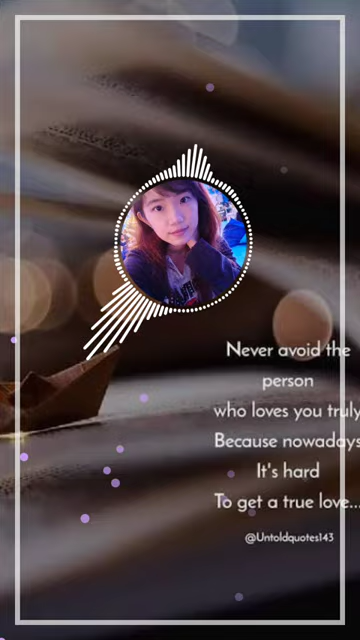 Never avoid the
person
who loves you truly
Because nowadays
It's hard
To get a true love...
@Untoldquotes143